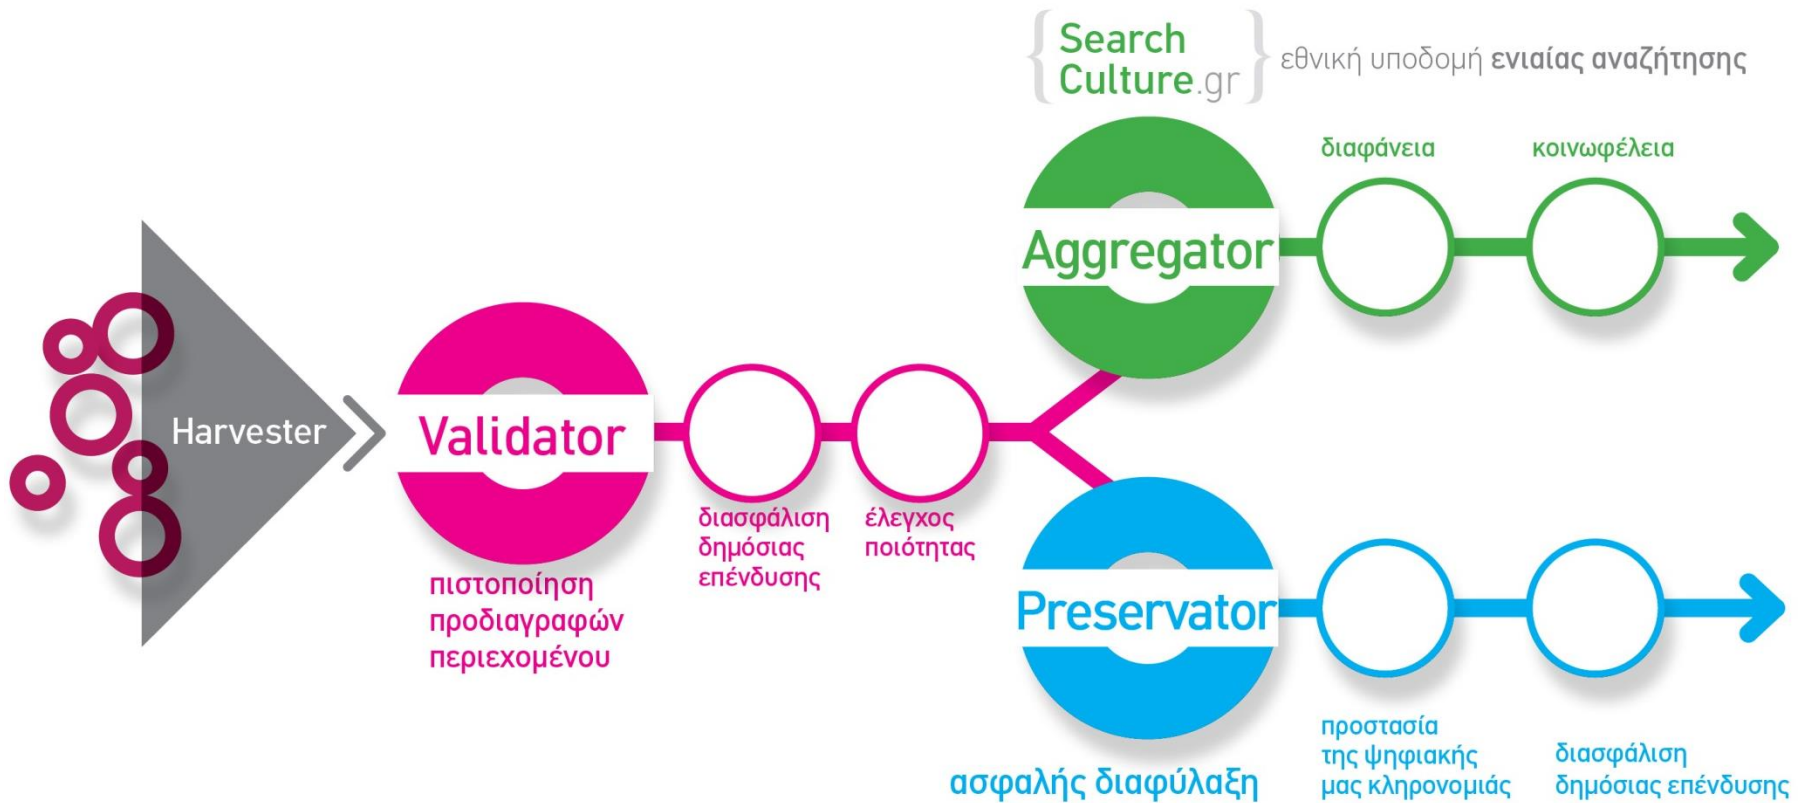 Search
Culture.gr
εθνική υποδομή ενιαίας αναζήτησης
διαφάνεια
κοινωφέλεια
Aggregator
Harvester
Validator
διασφάλιση
δημόσιας
επένδυσης
έλεγχος
ποιότητας
πιστοποίηση
προδιαγραφών
περιεχομένου
Preservator
ασφαλής διαφύλαξη
προστασία
της ψηφιακής
μας κληρονομιάς
διασφάλιση
δημόσιας επένδυσης